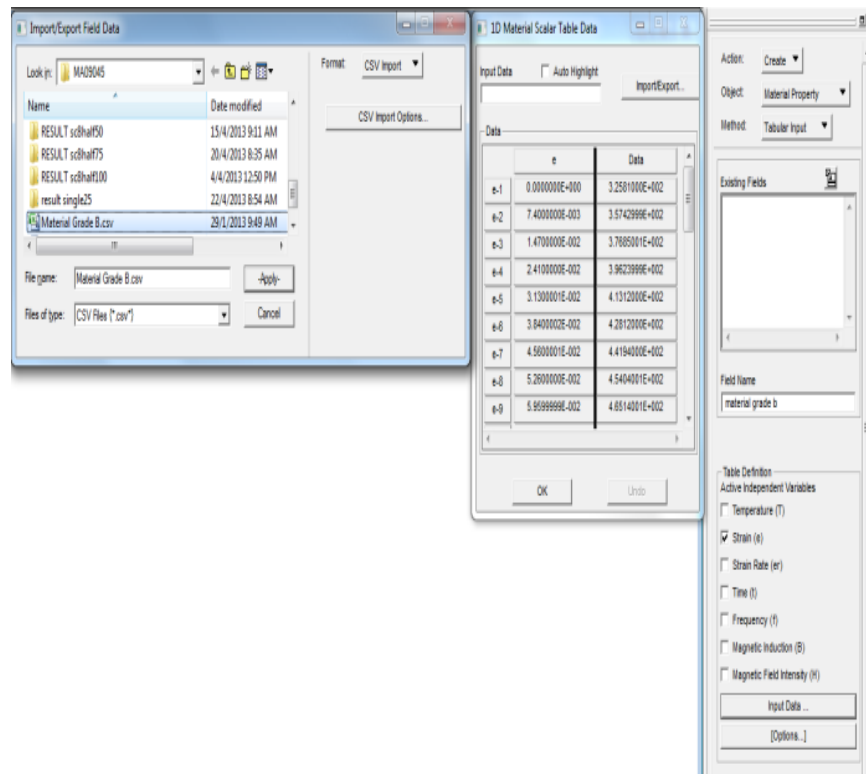 Import/Export Field Data
Look in: MA09045
Name Date modified
RESULT sc8half50 15/4/2013 9:11 AM
RESULT sc8half75 20/4/2013 8:35 AM
RESULT sc8half100 4/4/2013 12:50 PM
result single25 22/4/2013 8:54 AM
Material Grade B.csv 29/1/2013 9:49 AM
File name: Material Grade B.csv -Apply-
Files of type: CSV Files (*.csv*) Cancel
Format: CSV Import
CSV Import Options...
1D Material Scalar Table Data
Input Data Auto Highlight
Import/Export...
Data
e Data
e-1 0.0000000E+000 3.2581000E+002
e-2 7.4000000E-003 3.5742999E+002
e-3 1.4700000E-002 3.7685001E+002
e-4 2.4100000E-002 3.9623999E+002
e-5 3.1300001E-002 4.1312000E+002
e-6 3.8400002E-002 4.2812000E+002
e-7 4.5600001E-002 4.4194000E+002
e-8 5.2600000E-002 4.5404001E+002
e-9 5.9599999E-002 4.6514001E+002
OK Undo
Action: Create
Object: Material Property
Method: Tabular Input
Existing Fields
Field Name
material grade b
Table Definition
Active Independent Variables
Temperature (T)
Strain (e)
Strain Rate (er)
Time (t)
Frequency (f)
Magnetic Induction (B)
Magnetic Field Intensity (H)
Input Data ...
[Options...]